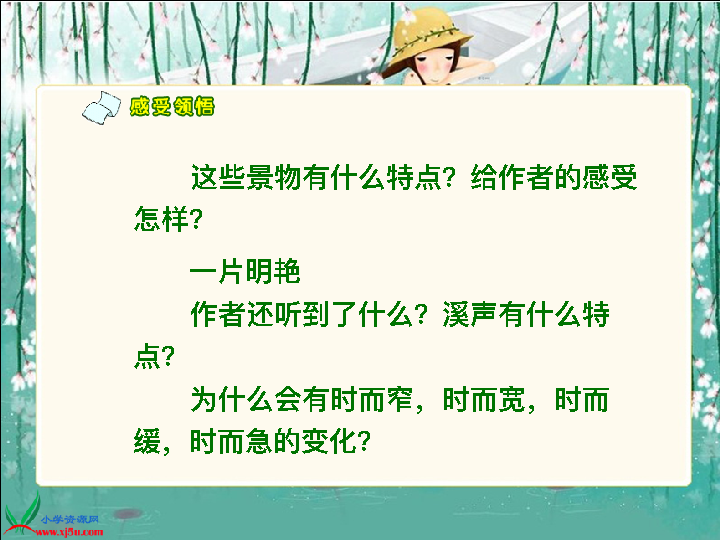 感受领悟
这些景物有什么特点？给作者的感受
怎样？
一片明艳
作者还听到了什么？溪声有什么特
点？
为什么会有时而窄，时而宽，时而
缓，时而急的变化？
小学资源网
www.xj5u.com